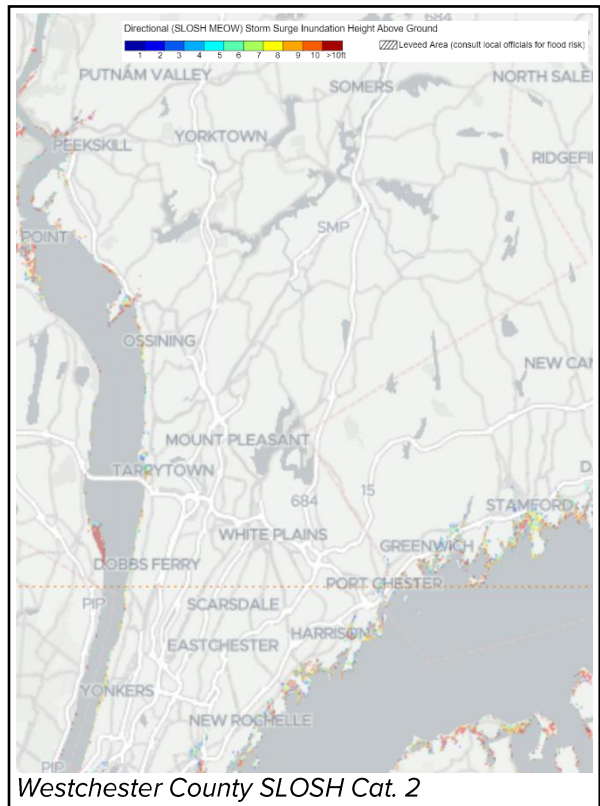 684
Directional (SLOSH MEOW) Storm Surge Inundation Height Above Ground
1 2 3 4 5 6 7 8 9 10 >10ft
Leveed Area (consult local officials for flood risk)
PUTNAM VALLEY
SOMERS
NORTH SALE
PEEKSKILL
YORKTOWN
RIDGEFI
POINT
SMP
OSSINING
NEW CAN
MOUNT PLEASANT
TARRYTOWN
684
15
D
STAMFORD
WHITE PLAINS
GREENWICH
DOBBS FERRY
PORT CHESTER
PIP
SCARSDALE
HARRISON
EASTCHESTER
YONKERS
NEW ROCHELLE
PIP
Westchester County SLOSH Cat. 2